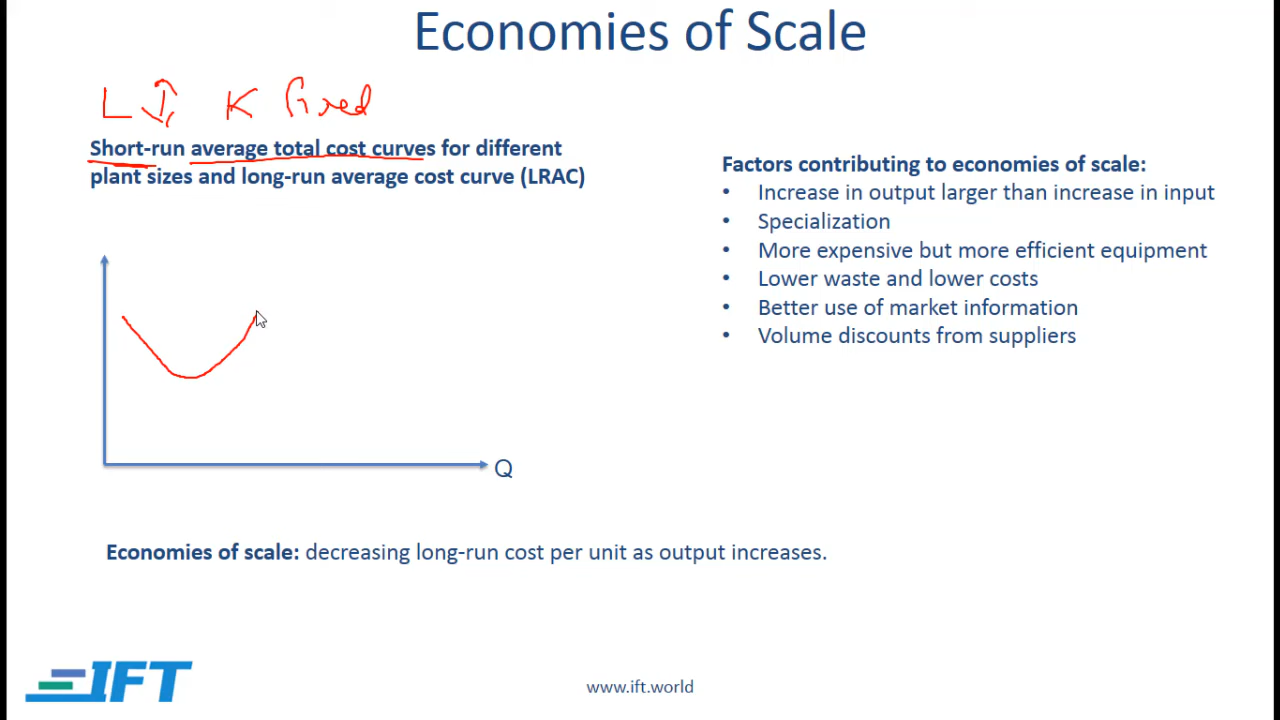 Economies of Scale
L ↕ K fixed
Short-run average total cost curves for different
plant sizes and long-run average cost curve (LRAC)
Q
Factors contributing to economies of scale:
• Increase in output larger than increase in input
• Specialization
• More expensive but more efficient equipment
• Lower waste and lower costs
• Better use of market information
• Volume discounts from suppliers
Economies of scale: decreasing long-run cost per unit as output increases.
IFT
www.ift.world